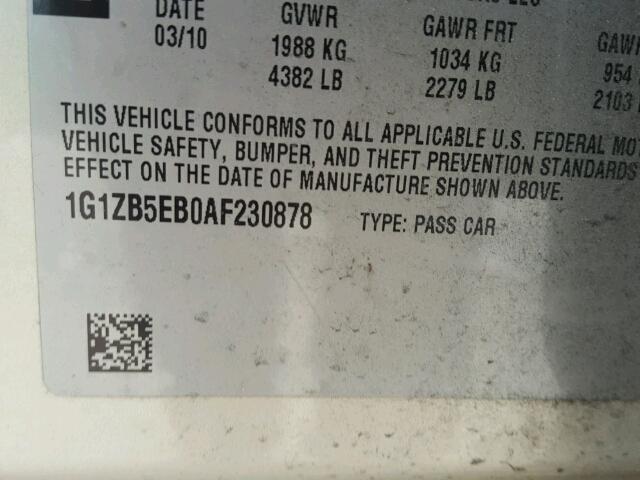 DATE GVWR GAWR FRT GAWR
03/10 1988 KG 1034 KG 954
4382 LB 2279 LB 2103
THIS VEHICLE CONFORMS TO ALL APPLICABLE U.S. FEDERAL MOT
VEHICLE SAFETY, BUMPER, AND THEFT PREVENTION STANDARDS
EFFECT ON THE DATE OF MANUFACTURE SHOWN ABOVE.
1G1ZB5EB0AF230878 TYPE: PASS CAR